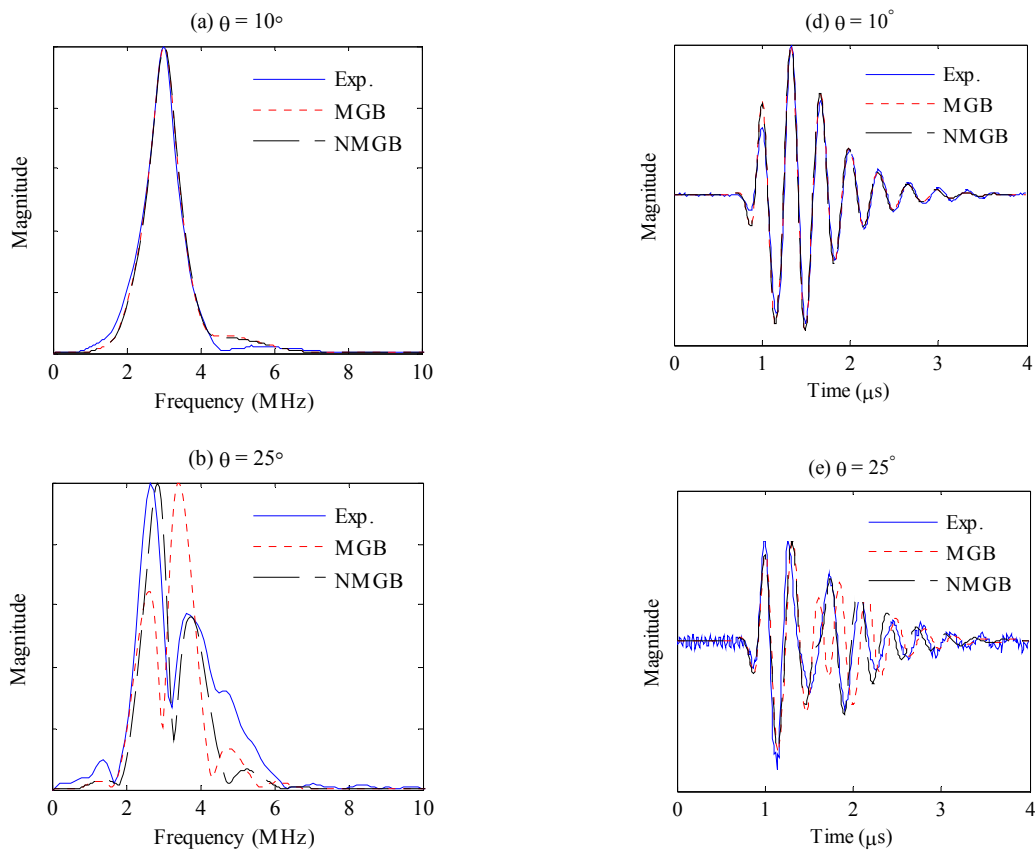 (a) θ = 10°
Exp.
MGB
NMGB
Magnitude
0 2 4 6 8 10
Frequency (MHz)
(d) θ = 10°
Exp.
MGB
NMGB
Magnitude
0 1 2 3 4
Time (μs)
(b) θ = 25°
Exp.
MGB
NMGB
Magnitude
0 2 4 6 8 10
Frequency (MHz)
(e) θ = 25°
Exp.
MGB
NMGB
Magnitude
0 1 2 3 4
Time (μs)